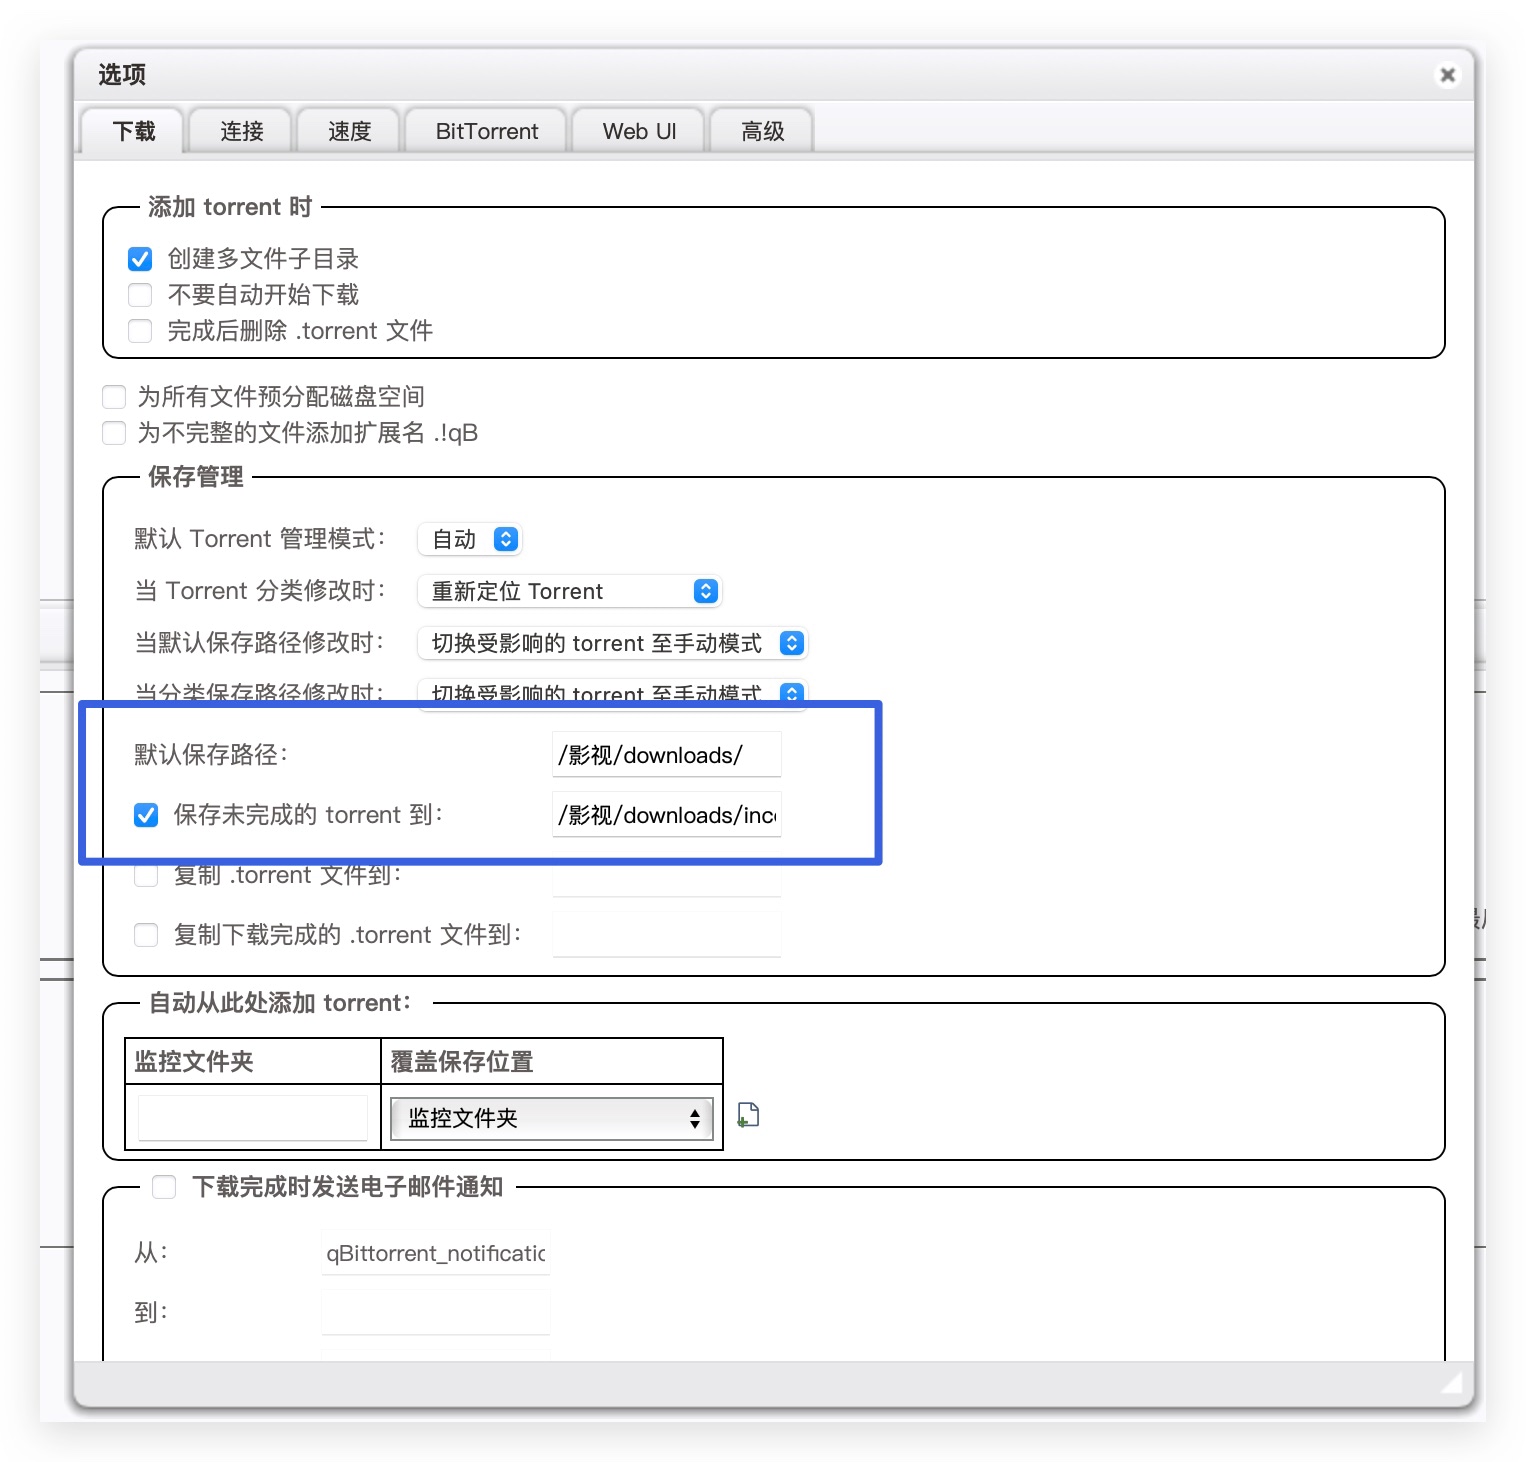 选项
下载 连接 速度 BitTorrent Web UI 高级
添加 torrent 时
创建多文件子目录
不要自动开始下载
完成后删除 .torrent 文件
为所有文件预分配磁盘空间
为不完整的文件添加扩展名 .!qB
保存管理
默认 Torrent 管理模式： 自动
当 Torrent 分类修改时： 重新定位 Torrent
当默认保存路径修改时： 切换受影响的 torrent 至手动模式
当分类保存路径修改时： 切换受影响的 torrent 至手动模式
默认保存路径： /影视/downloads/
保存未完成的 torrent 到： /影视/downloads/inc
复制 .torrent 文件到：
复制下载完成的 .torrent 文件到：
自动从此处添加 torrent：
监控文件夹 覆盖保存位置
监控文件夹
下载完成时发送电子邮件通知
从： qBittorrent_notificatio
到：